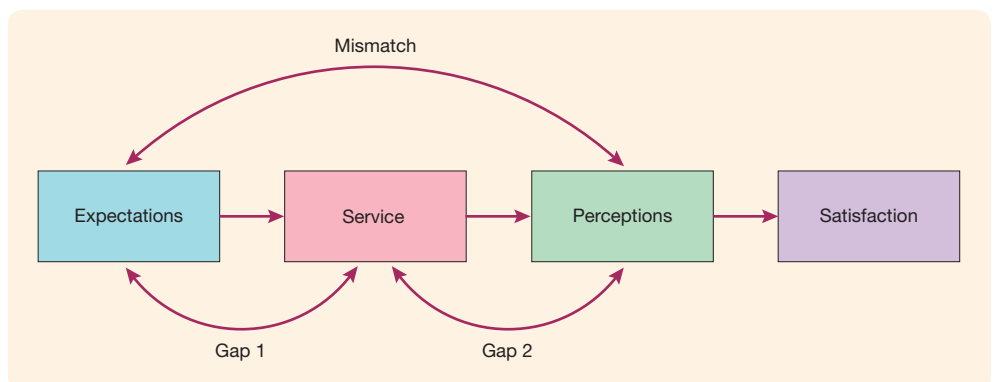 Mismatch
Expectations
Service
Perceptions
Satisfaction
Gap 1
Gap 2